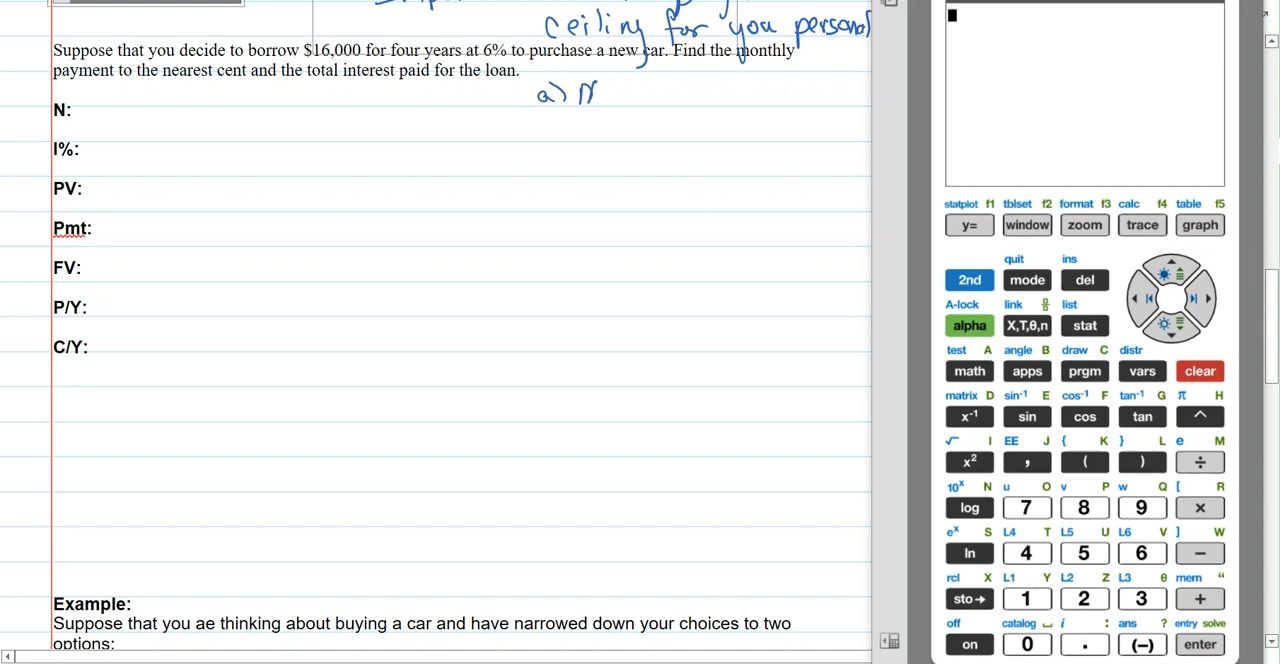 ceiling for you personal
Suppose that you decide to borrow $16,000 for four years at 6% to purchase a new car. Find the monthly
payment to the nearest cent and the total interest paid for the loan.
a) N
N:
I%:
PV:
Pmt:
FV:
P/Y:
C/Y:
Example:
Suppose that you ae thinking about buying a car and have narrowed down your choices to two
options:
statplot f1 tblset f2 format f3 calc f4 table f5
y= window zoom trace graph
quit ins
2nd mode del
A-lock link list
alpha X,T,θ,n stat
test A angle B draw C distr
math apps prgm vars clear
matrix D sin⁻¹ E cos⁻¹ F tan⁻¹ G π H
x⁻¹ sin cos tan ^
√ I EE J { K } L e M
x² , ( ) ÷
10ˣ N u O v P w Q [ R
log 7 8 9 ×
eˣ S L4 T L5 U L6 V ] W
ln 4 5 6 −
rcl X L1 Y L2 Z L3 θ mem “
sto→ 1 2 3 +
off catalog ⎵ i : ans ? entry solve
on 0 . (−) enter